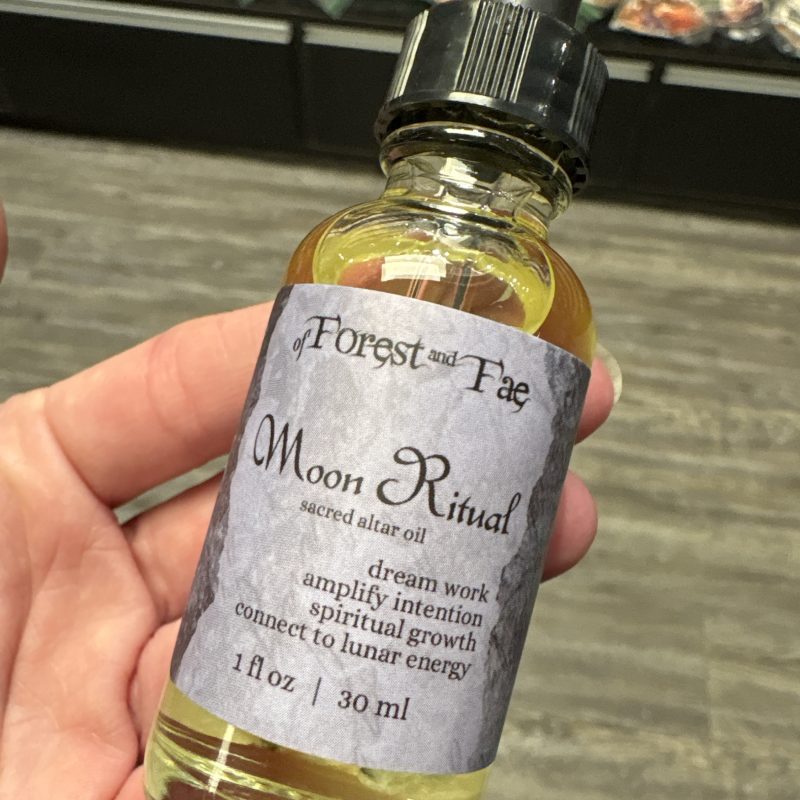 of Forest and Fae
Moon Ritual
sacred altar oil
dream work
amplify intention
spiritual growth
connect to lunar energy
1 fl oz | 30 ml